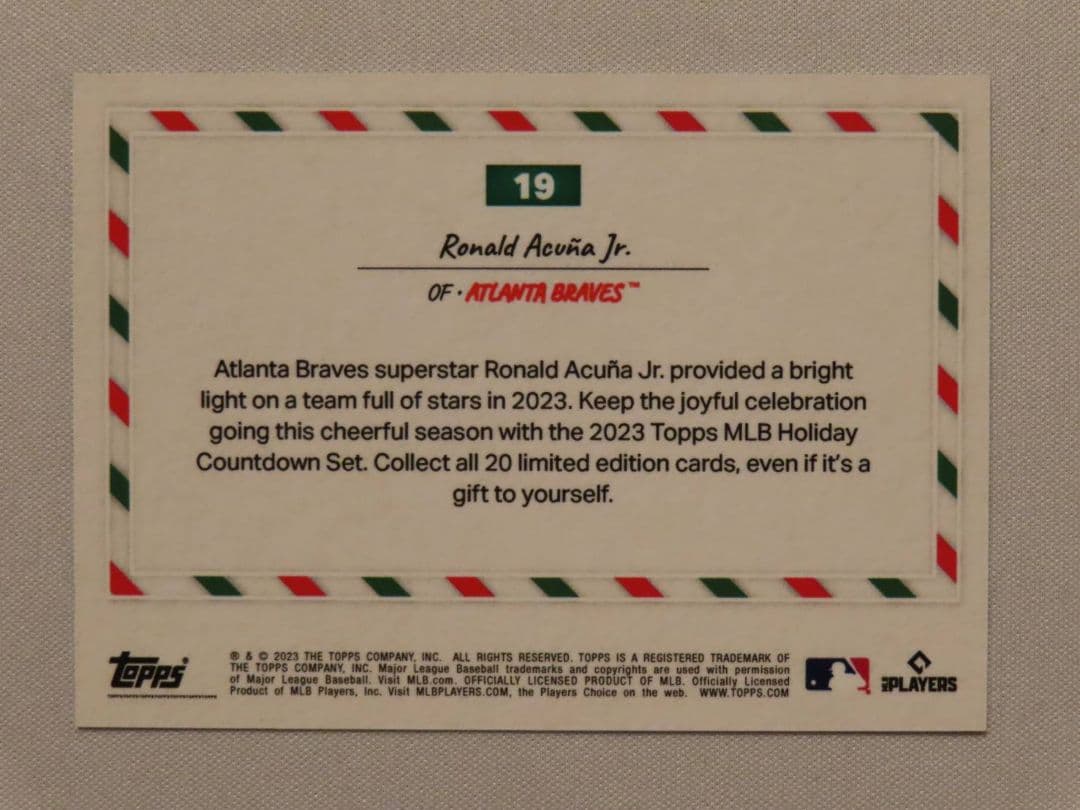 19
Ronald Acuña Jr.
OF · ATLANTA BRAVES™
Atlanta Braves superstar Ronald Acuña Jr. provided a bright
light on a team full of stars in 2023. Keep the joyful celebration
going this cheerful season with the 2023 Topps MLB Holiday
Countdown Set. Collect all 20 limited edition cards, even if it's a
gift to yourself.
topps®
® & © 2023 THE TOPPS COMPANY, INC. ALL RIGHTS RESERVED. TOPPS IS A REGISTERED TRADEMARK OF
THE TOPPS COMPANY, INC. Major League Baseball trademarks and copyrights are used with permission
of Major League Baseball. Visit MLB.com. OFFICIALLY LICENSED PRODUCT OF MLB. Officially Licensed
Product of MLB Players, Inc. Visit MLBPLAYERS.COM, the Players Choice on the web. WWW.TOPPS.COM
MLB PLAYERS